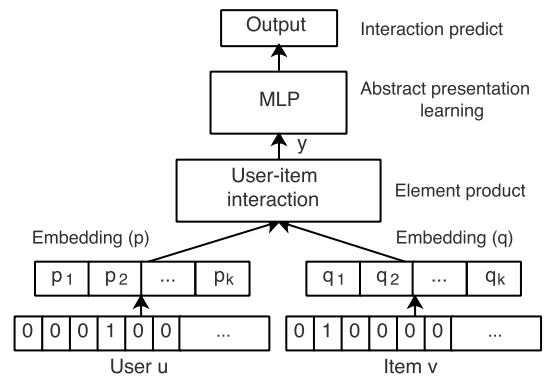 Output
Interaction predict
MLP
Abstract presentation
learning
y
User-item
interaction
Element product
Embedding (p)
Embedding (q)
p1 p2 ... pk
q1 q2 ... qk
0 0 0 1 0 0 ...
0 1 0 0 0 0 ...
User u
Item v